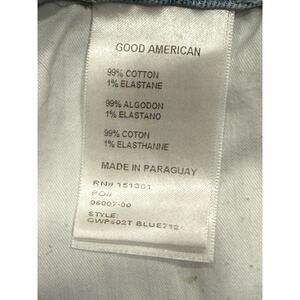 GOOD AMERICAN
99% COTTON
1% ELASTANE
99% ALGODON
1% ELASTANO
99% COTON
1% ELASTHANNE
MADE IN PARAGUAY
RN# 151301
PO#
06007-00
STYLE:
GWPS02T BLUE712